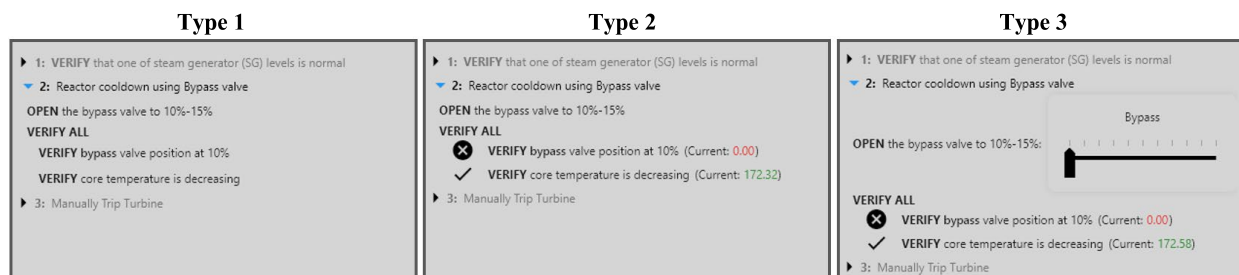 Type 1
▶ 1: VERIFY that one of steam generator (SG) levels is normal
▼ 2: Reactor cooldown using Bypass valve
OPEN the bypass valve to 10%-15%
VERIFY ALL
VERIFY bypass valve position at 10%
VERIFY core temperature is decreasing
▶ 3: Manually Trip Turbine
Type 2
▶ 1: VERIFY that one of steam generator (SG) levels is normal
▼ 2: Reactor cooldown using Bypass valve
OPEN the bypass valve to 10%-15%
VERIFY ALL
VERIFY bypass valve position at 10% (Current: 0.00)
VERIFY core temperature is decreasing (Current: 172.32)
▶ 3: Manually Trip Turbine
Type 3
▶ 1: VERIFY that one of steam generator (SG) levels is normal
▼ 2: Reactor cooldown using Bypass valve
Bypass
OPEN the bypass valve to 10%-15%:
VERIFY ALL
VERIFY bypass valve position at 10% (Current: 0.00)
VERIFY core temperature is decreasing (Current: 172.58)
▶ 3: Manually Trip Turbine